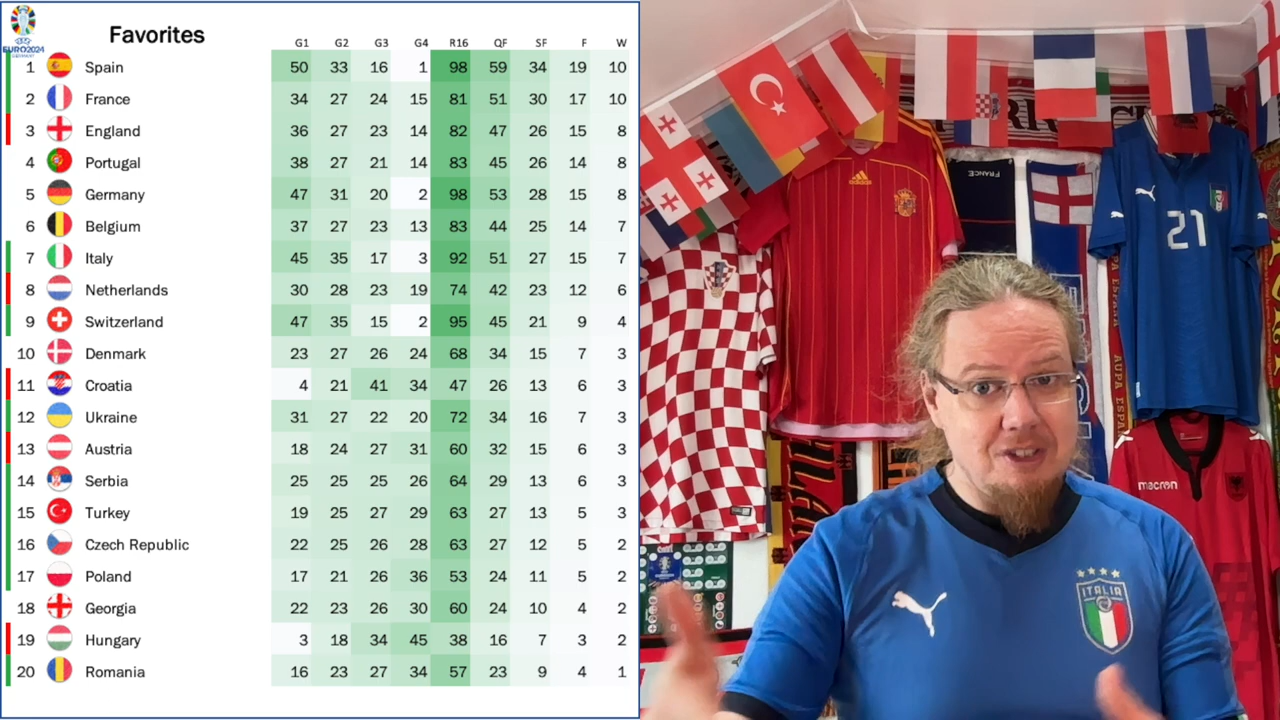 EURO2024
GERMANY
Favorites
G1 G2 G3 G4 R16 QF SF F W
1 Spain 50 33 16 1 98 59 34 19 10
2 France 34 27 24 15 81 51 30 17 10
3 England 36 27 23 14 82 47 26 15 8
4 Portugal 38 27 21 14 83 45 26 14 8
5 Germany 47 31 20 2 98 53 28 15 8
6 Belgium 37 27 23 13 83 44 25 14 7
7 Italy 45 35 17 3 92 51 27 15 7
8 Netherlands 30 28 23 19 74 42 23 12 6
9 Switzerland 47 35 15 2 95 45 21 9 4
10 Denmark 23 27 26 24 68 34 15 7 3
11 Croatia 4 21 41 34 47 26 13 6 3
12 Ukraine 31 27 22 20 72 34 16 7 3
13 Austria 18 24 27 31 60 32 15 6 3
14 Serbia 25 25 25 26 64 29 13 6 3
15 Turkey 19 25 27 29 63 27 13 5 3
16 Czech Republic 22 25 26 28 63 27 12 5 2
17 Poland 17 21 26 36 53 24 11 5 2
18 Georgia 22 23 26 30 60 24 10 4 2
19 Hungary 3 18 34 45 38 16 7 3 2
20 Romania 16 23 27 34 57 23 9 4 1
adidas
FRANCE
21
AUPA ESPAÑA
macron
ITALIA